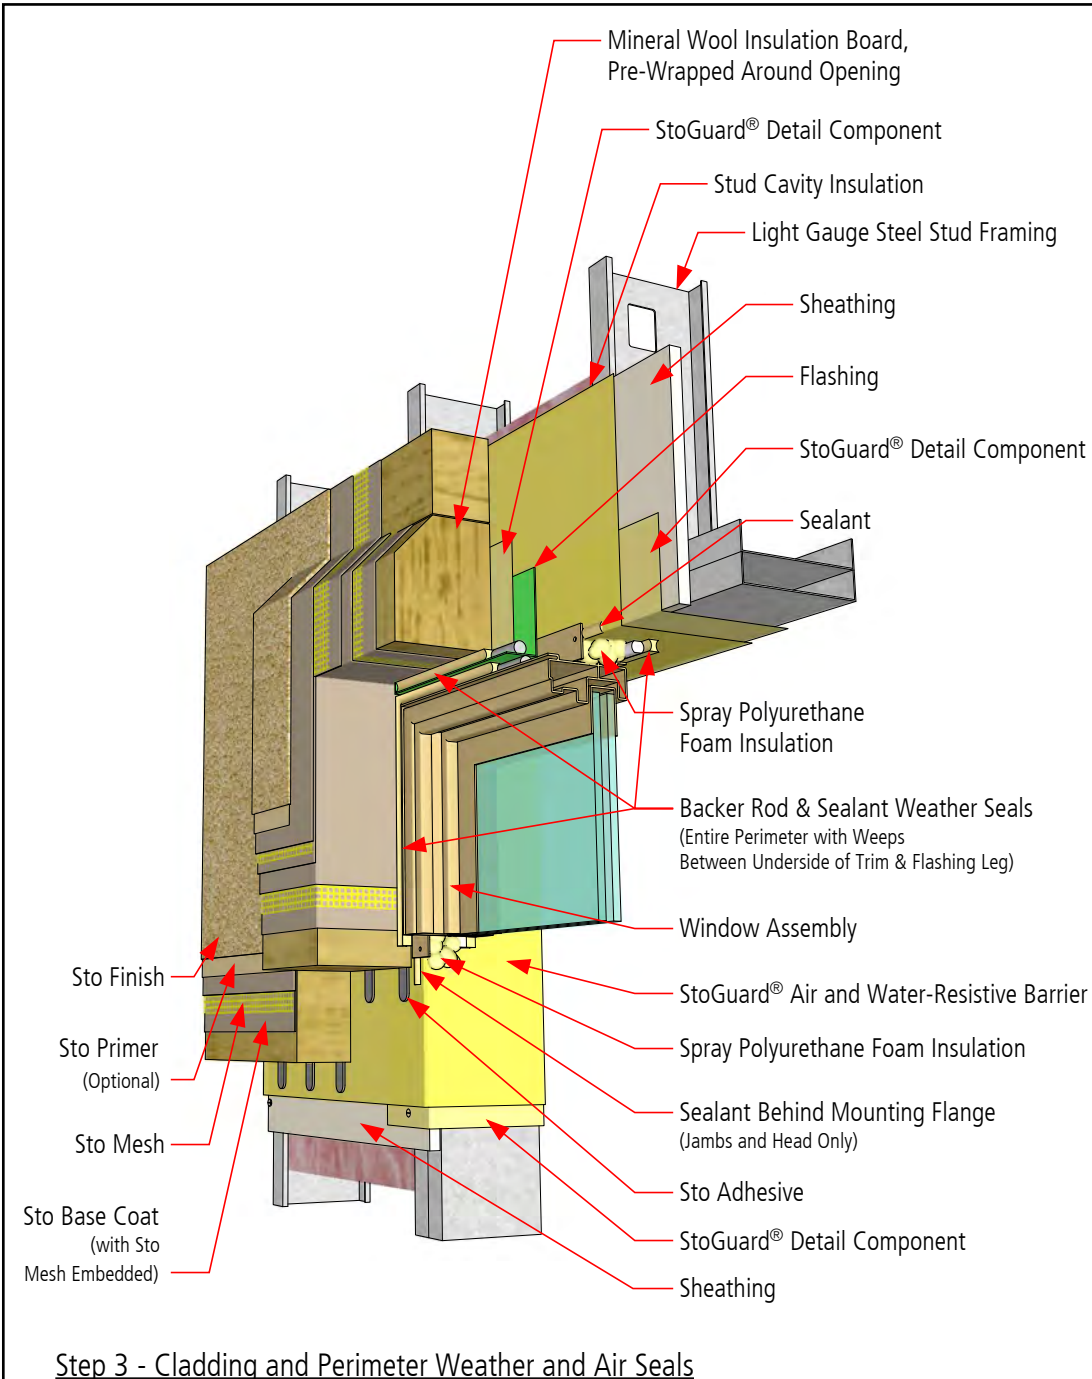 Mineral Wool Insulation Board,
Pre-Wrapped Around Opening
StoGuard® Detail Component
Stud Cavity Insulation
Light Gauge Steel Stud Framing
Sheathing
Flashing
StoGuard® Detail Component
Sealant
Spray Polyurethane
Foam Insulation
Backer Rod & Sealant Weather Seals
(Entire Perimeter with Weeps
Between Underside of Trim & Flashing Leg)
Window Assembly
StoGuard® Air and Water-Resistive Barrier
Spray Polyurethane Foam Insulation
Sealant Behind Mounting Flange
(Jambs and Head Only)
Sto Adhesive
StoGuard® Detail Component
Sheathing
Sto Finish
Sto Primer
(Optional)
Sto Mesh
Sto Base Coat
(with Sto
Mesh Embedded)
Step 3 - Cladding and Perimeter Weather and Air Seals